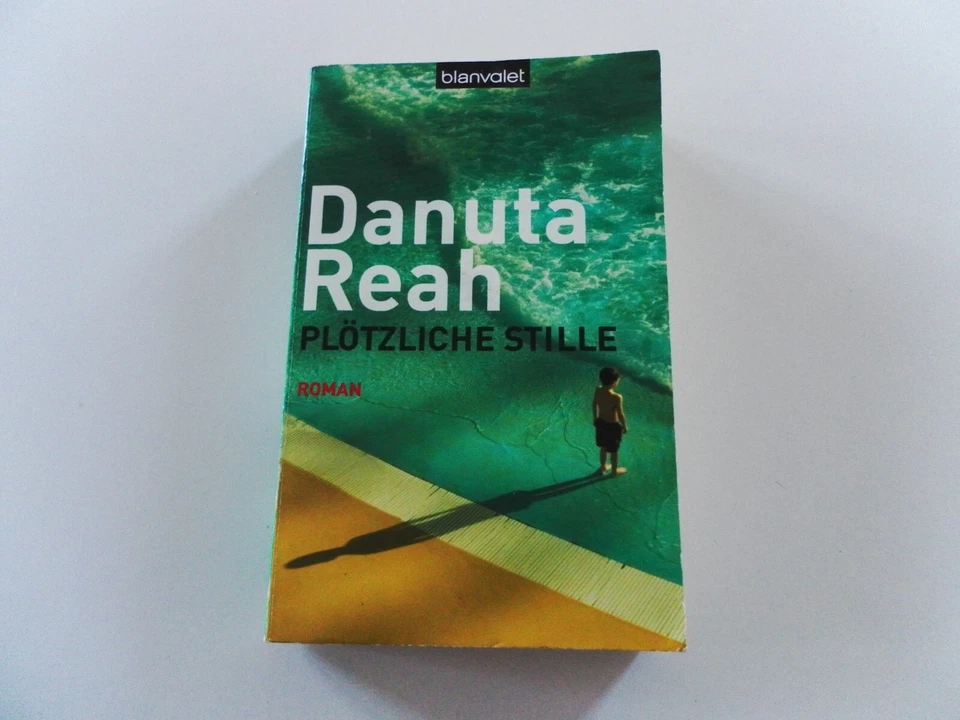 blanvalet
Danuta
Reah
PLÖTZLICHE STILLE
ROMAN